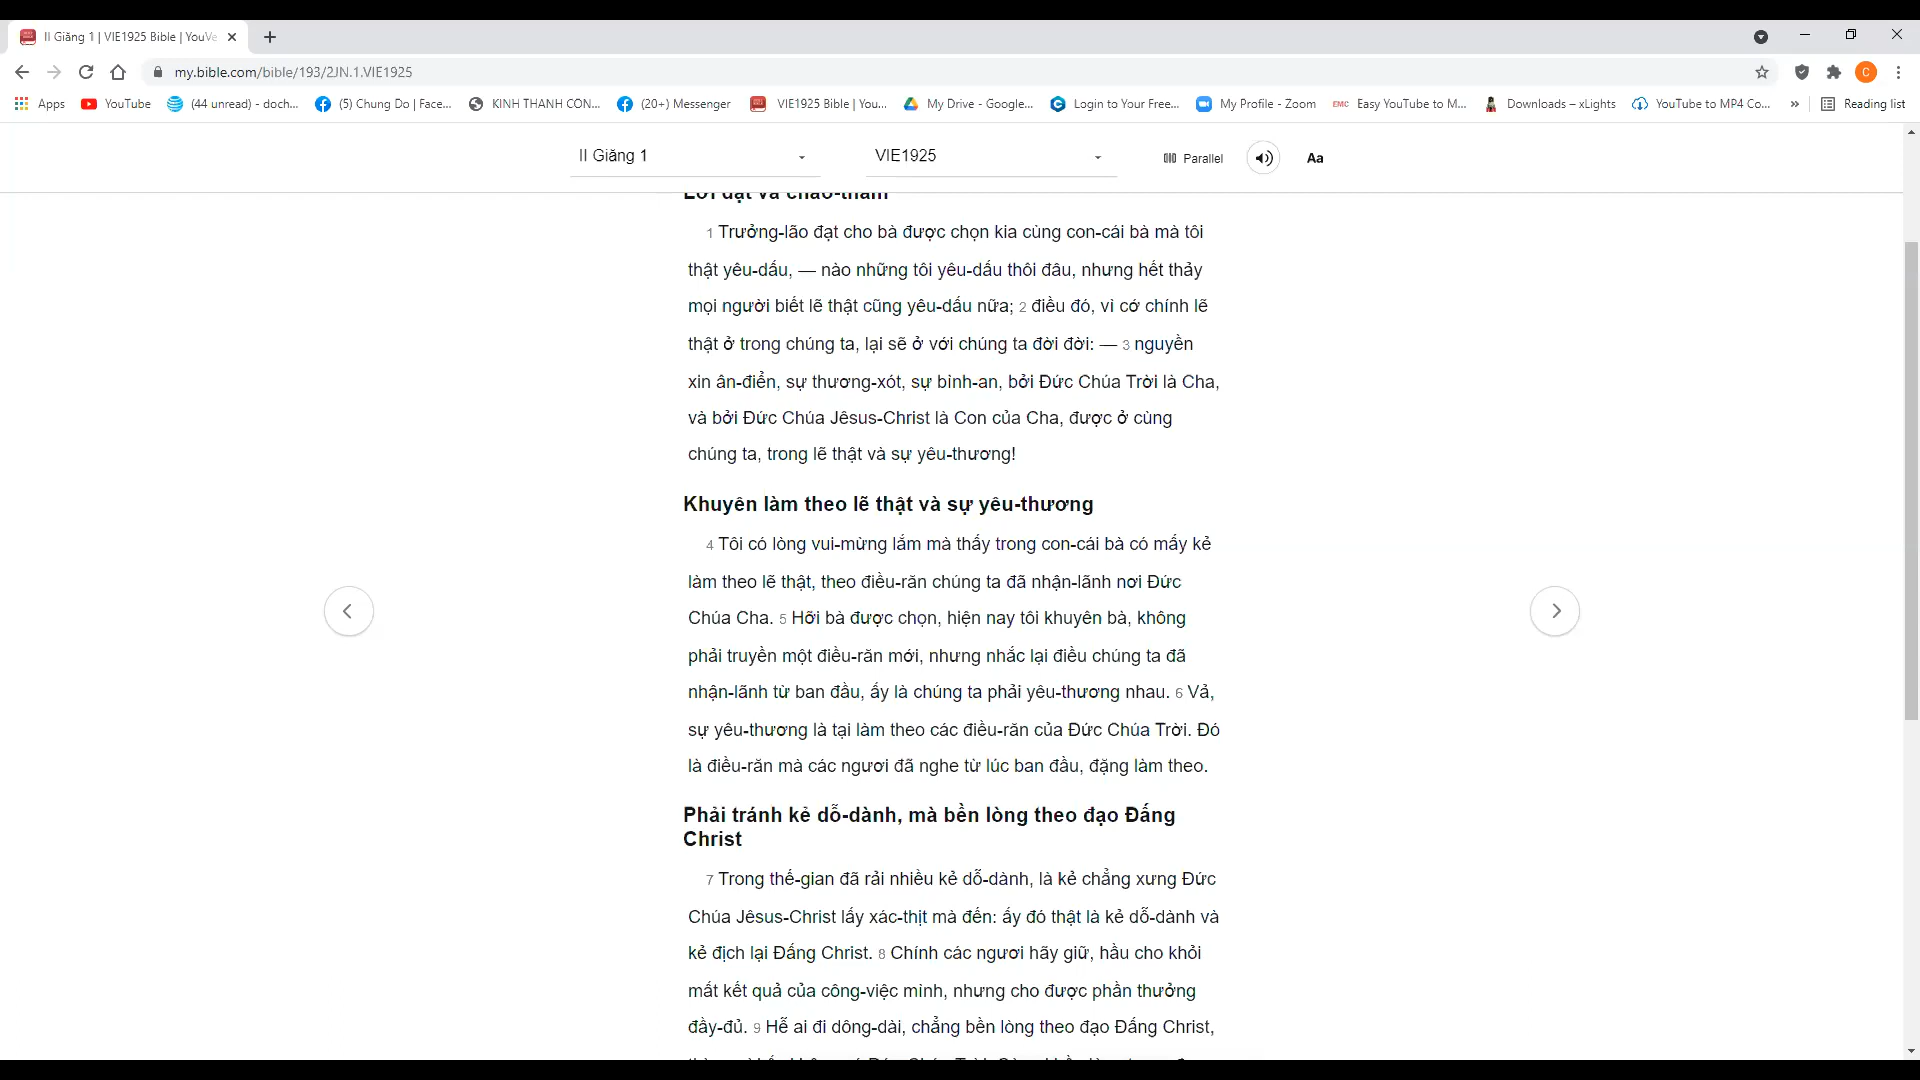 II Giăng 1 | VIE1925 Bible | YouVe
my.bible.com/bible/193/2JN.1.VIE1925
Apps YouTube (44 unread) - doch... (5) Chung Do | Face... KINH THANH CON... (20+) Messenger VIE1925 Bible | You... My Drive - Google... Login to Your Free... My Profile - Zoom EMC Easy YouTube to M... Downloads – xLights YouTube to MP4 Co... » Reading list
II Giăng 1 VIE1925 Parallel Aa
Lời đạt và chào-thăm
1 Trưởng-lão đạt cho bà được chọn kia cùng con-cái bà mà tôi
thật yêu-dấu, — nào những tôi yêu-dấu thôi đâu, nhưng hết thảy
mọi người biết lẽ thật cũng yêu-dấu nữa; 2 điều đó, vì cớ chính lẽ
thật ở trong chúng ta, lại sẽ ở với chúng ta đời đời: — 3 nguyền
xin ân-điển, sự thương-xót, sự bình-an, bởi Đức Chúa Trời là Cha,
và bởi Đức Chúa Jêsus-Christ là Con của Cha, được ở cùng
chúng ta, trong lẽ thật và sự yêu-thương!
Khuyên làm theo lẽ thật và sự yêu-thương
4 Tôi có lòng vui-mừng lắm mà thấy trong con-cái bà có mấy kẻ
làm theo lẽ thật, theo điều-răn chúng ta đã nhận-lãnh nơi Đức
Chúa Cha. 5 Hỡi bà được chọn, hiện nay tôi khuyên bà, không
phải truyền một điều-răn mới, nhưng nhắc lại điều chúng ta đã
nhận-lãnh từ ban đầu, ấy là chúng ta phải yêu-thương nhau. 6 Vả,
sự yêu-thương là tại làm theo các điều-răn của Đức Chúa Trời. Đó
là điều-răn mà các ngươi đã nghe từ lúc ban đầu, đặng làm theo.
Phải tránh kẻ dỗ-dành, mà bền lòng theo đạo Đấng
Christ
7 Trong thế-gian đã rải nhiều kẻ dỗ-dành, là kẻ chẳng xưng Đức
Chúa Jêsus-Christ lấy xác-thịt mà đến: ấy đó thật là kẻ dỗ-dành và
kẻ địch lại Đấng Christ. 8 Chính các ngươi hãy giữ, hầu cho khỏi
mất kết quả của công-việc mình, nhưng cho được phần thưởng
đầy-đủ. 9 Hễ ai đi dông-dài, chẳng bền lòng theo đạo Đấng Christ,